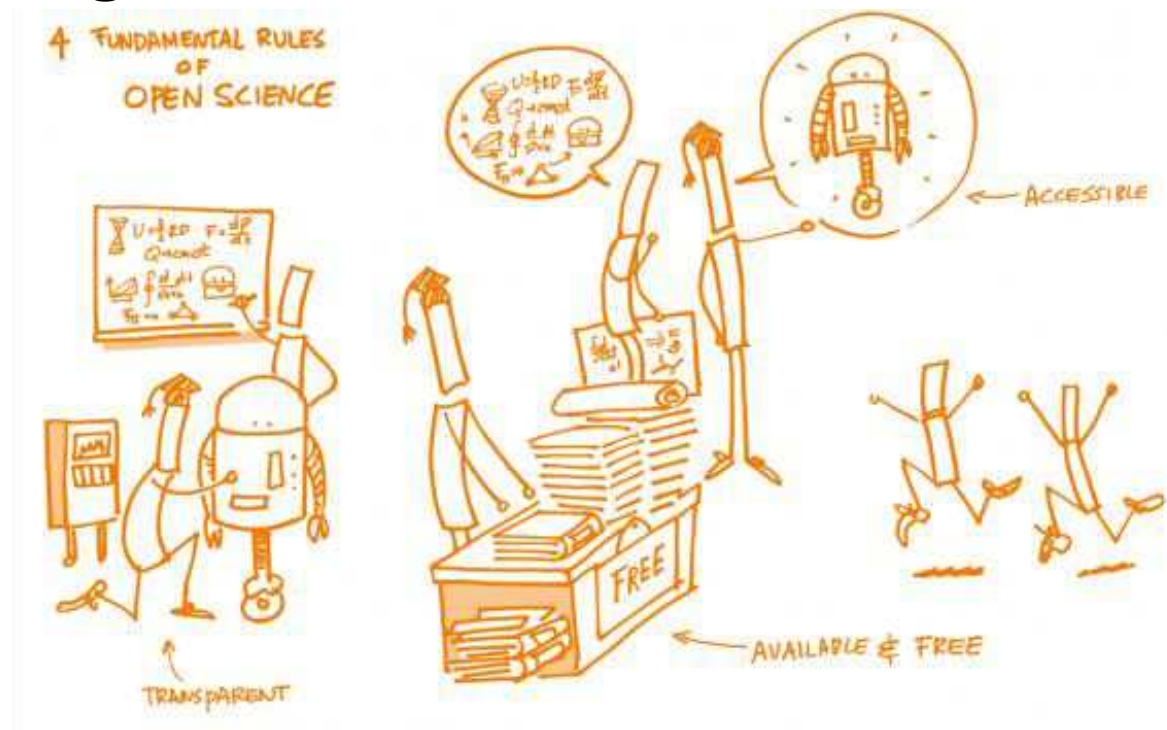 4 FUNDAMENTAL RULES
OF
OPEN SCIENCE
ACCESSIBLE
FREE
AVAILABLE & FREE
TRANSPARENT